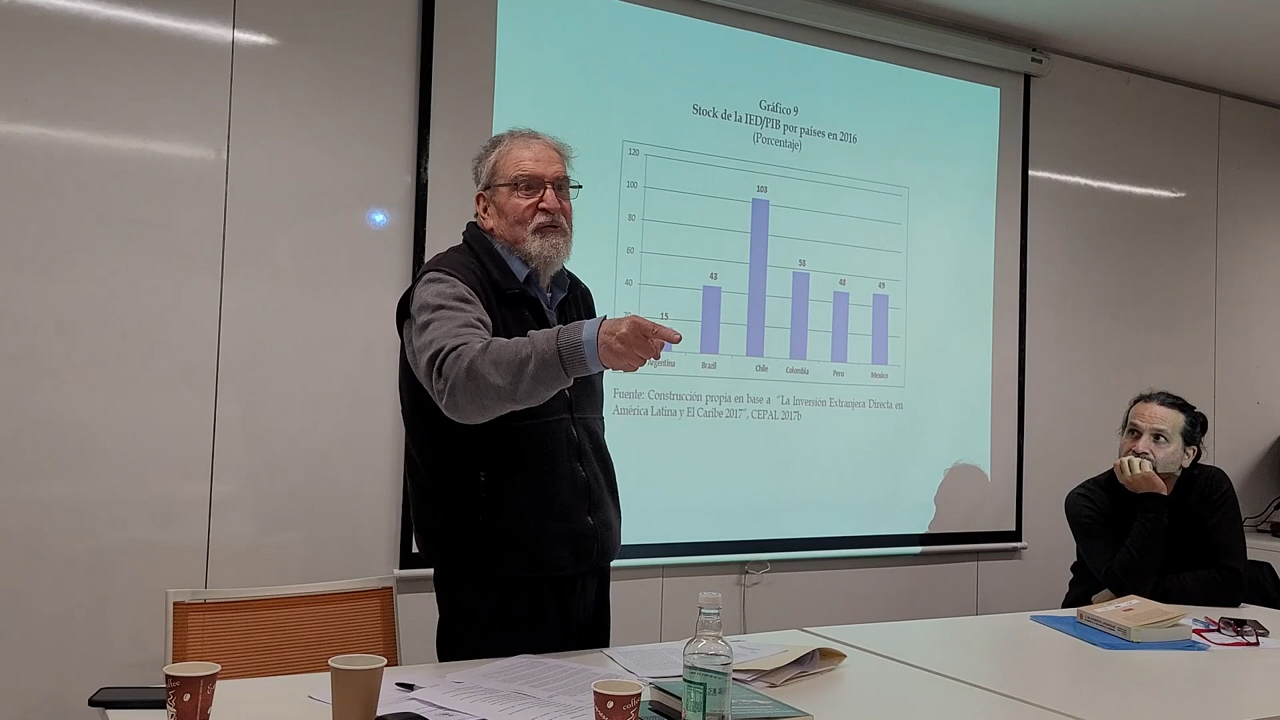 Gráfico 9
Stock de la IED/PIB por países en 2016
(Porcentaje)
120
100
80
60
40
15
43
103
58
48
49
Brazil
Chile
Colombia
Peru
Mexico
Fuente: Construcción propia en base a "La Inversión Extranjera Directa en
América Latina y El Caribe 2017", CEPAL 2017b
coffee
coffee